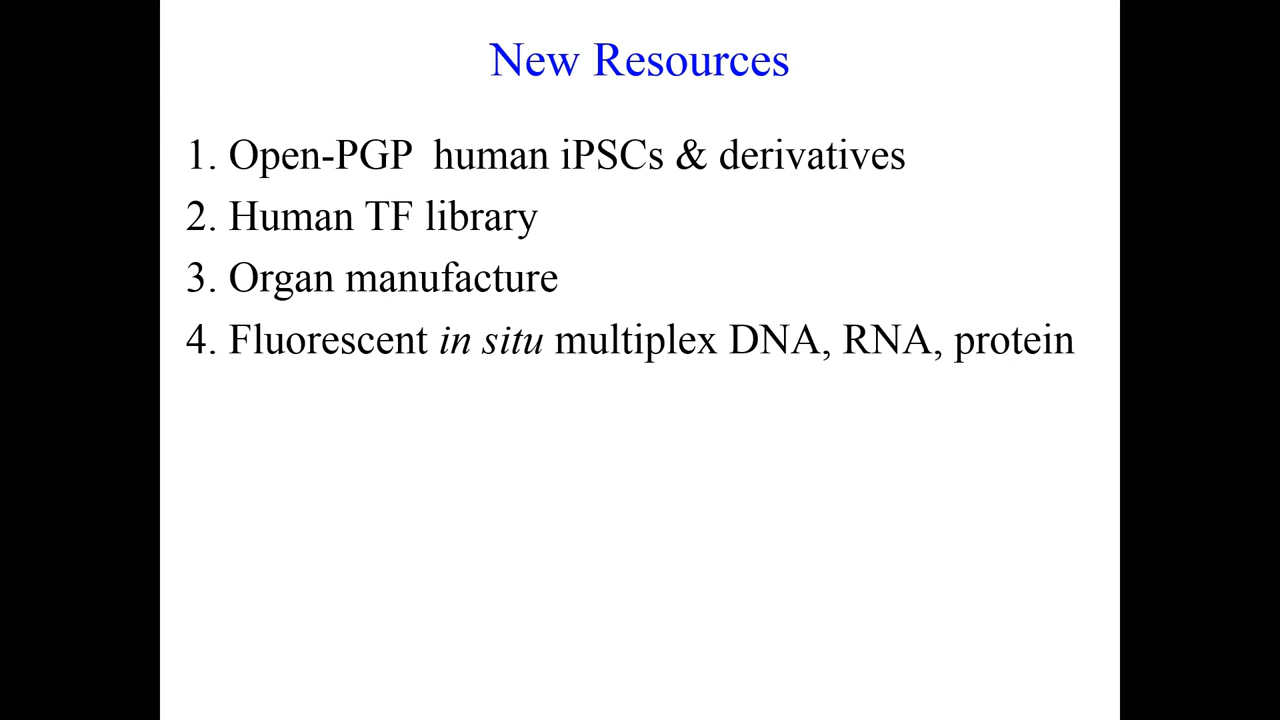 New Resources
1. Open-PGP human iPSCs & derivatives
2. Human TF library
3. Organ manufacture
4. Fluorescent in situ multiplex DNA, RNA, protein